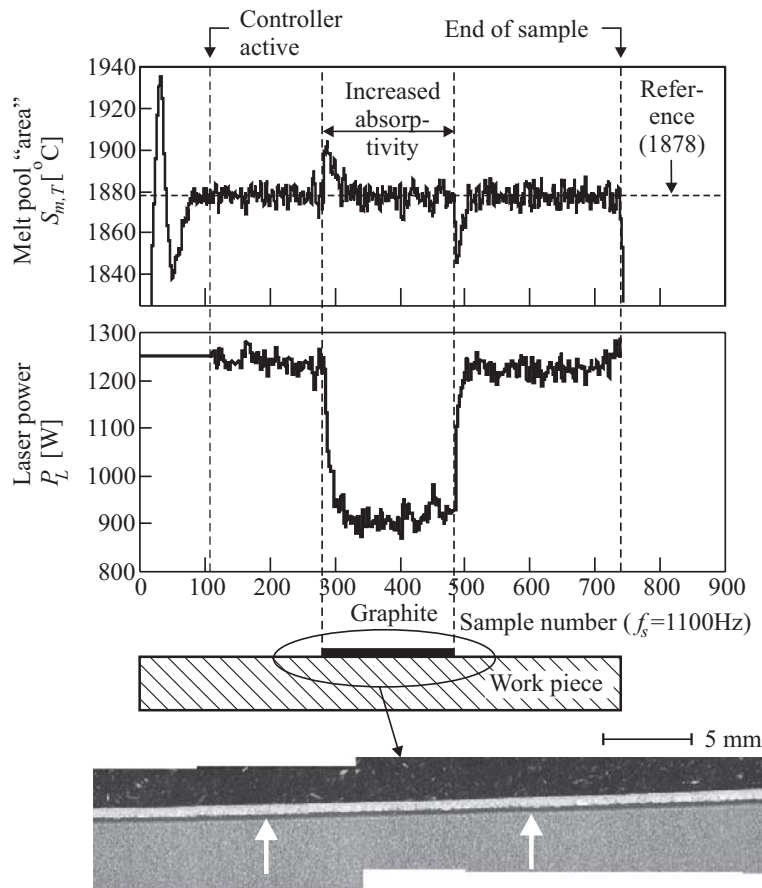 Controller
active
End of sample
Melt pool “area”
S_{m,T} [°C]
1940
1920
1900
1880
1860
1840
Increased
absorp-
tivity
Refer-
ence
(1878)
Laser power
P_L [W]
1300
1200
1100
1000
900
800
0 100 200 300 400 500 600 700 800 900
Graphite
Sample number ( f_s=1100Hz)
Work piece
5 mm